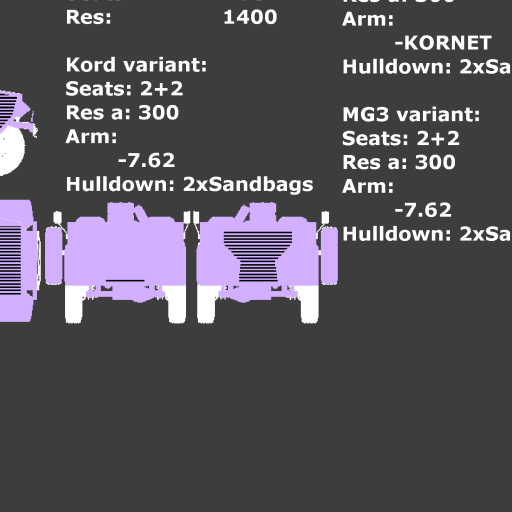 Res: 1400
Kord variant:
Seats: 2+2
Res a: 300
Arm:
-7.62
Hulldown: 2xSandbags
Arm:
-KORNET
Hulldown: 2xSa
MG3 variant:
Seats: 2+2
Res a: 300
Arm:
-7.62
Hulldown: 2xSa